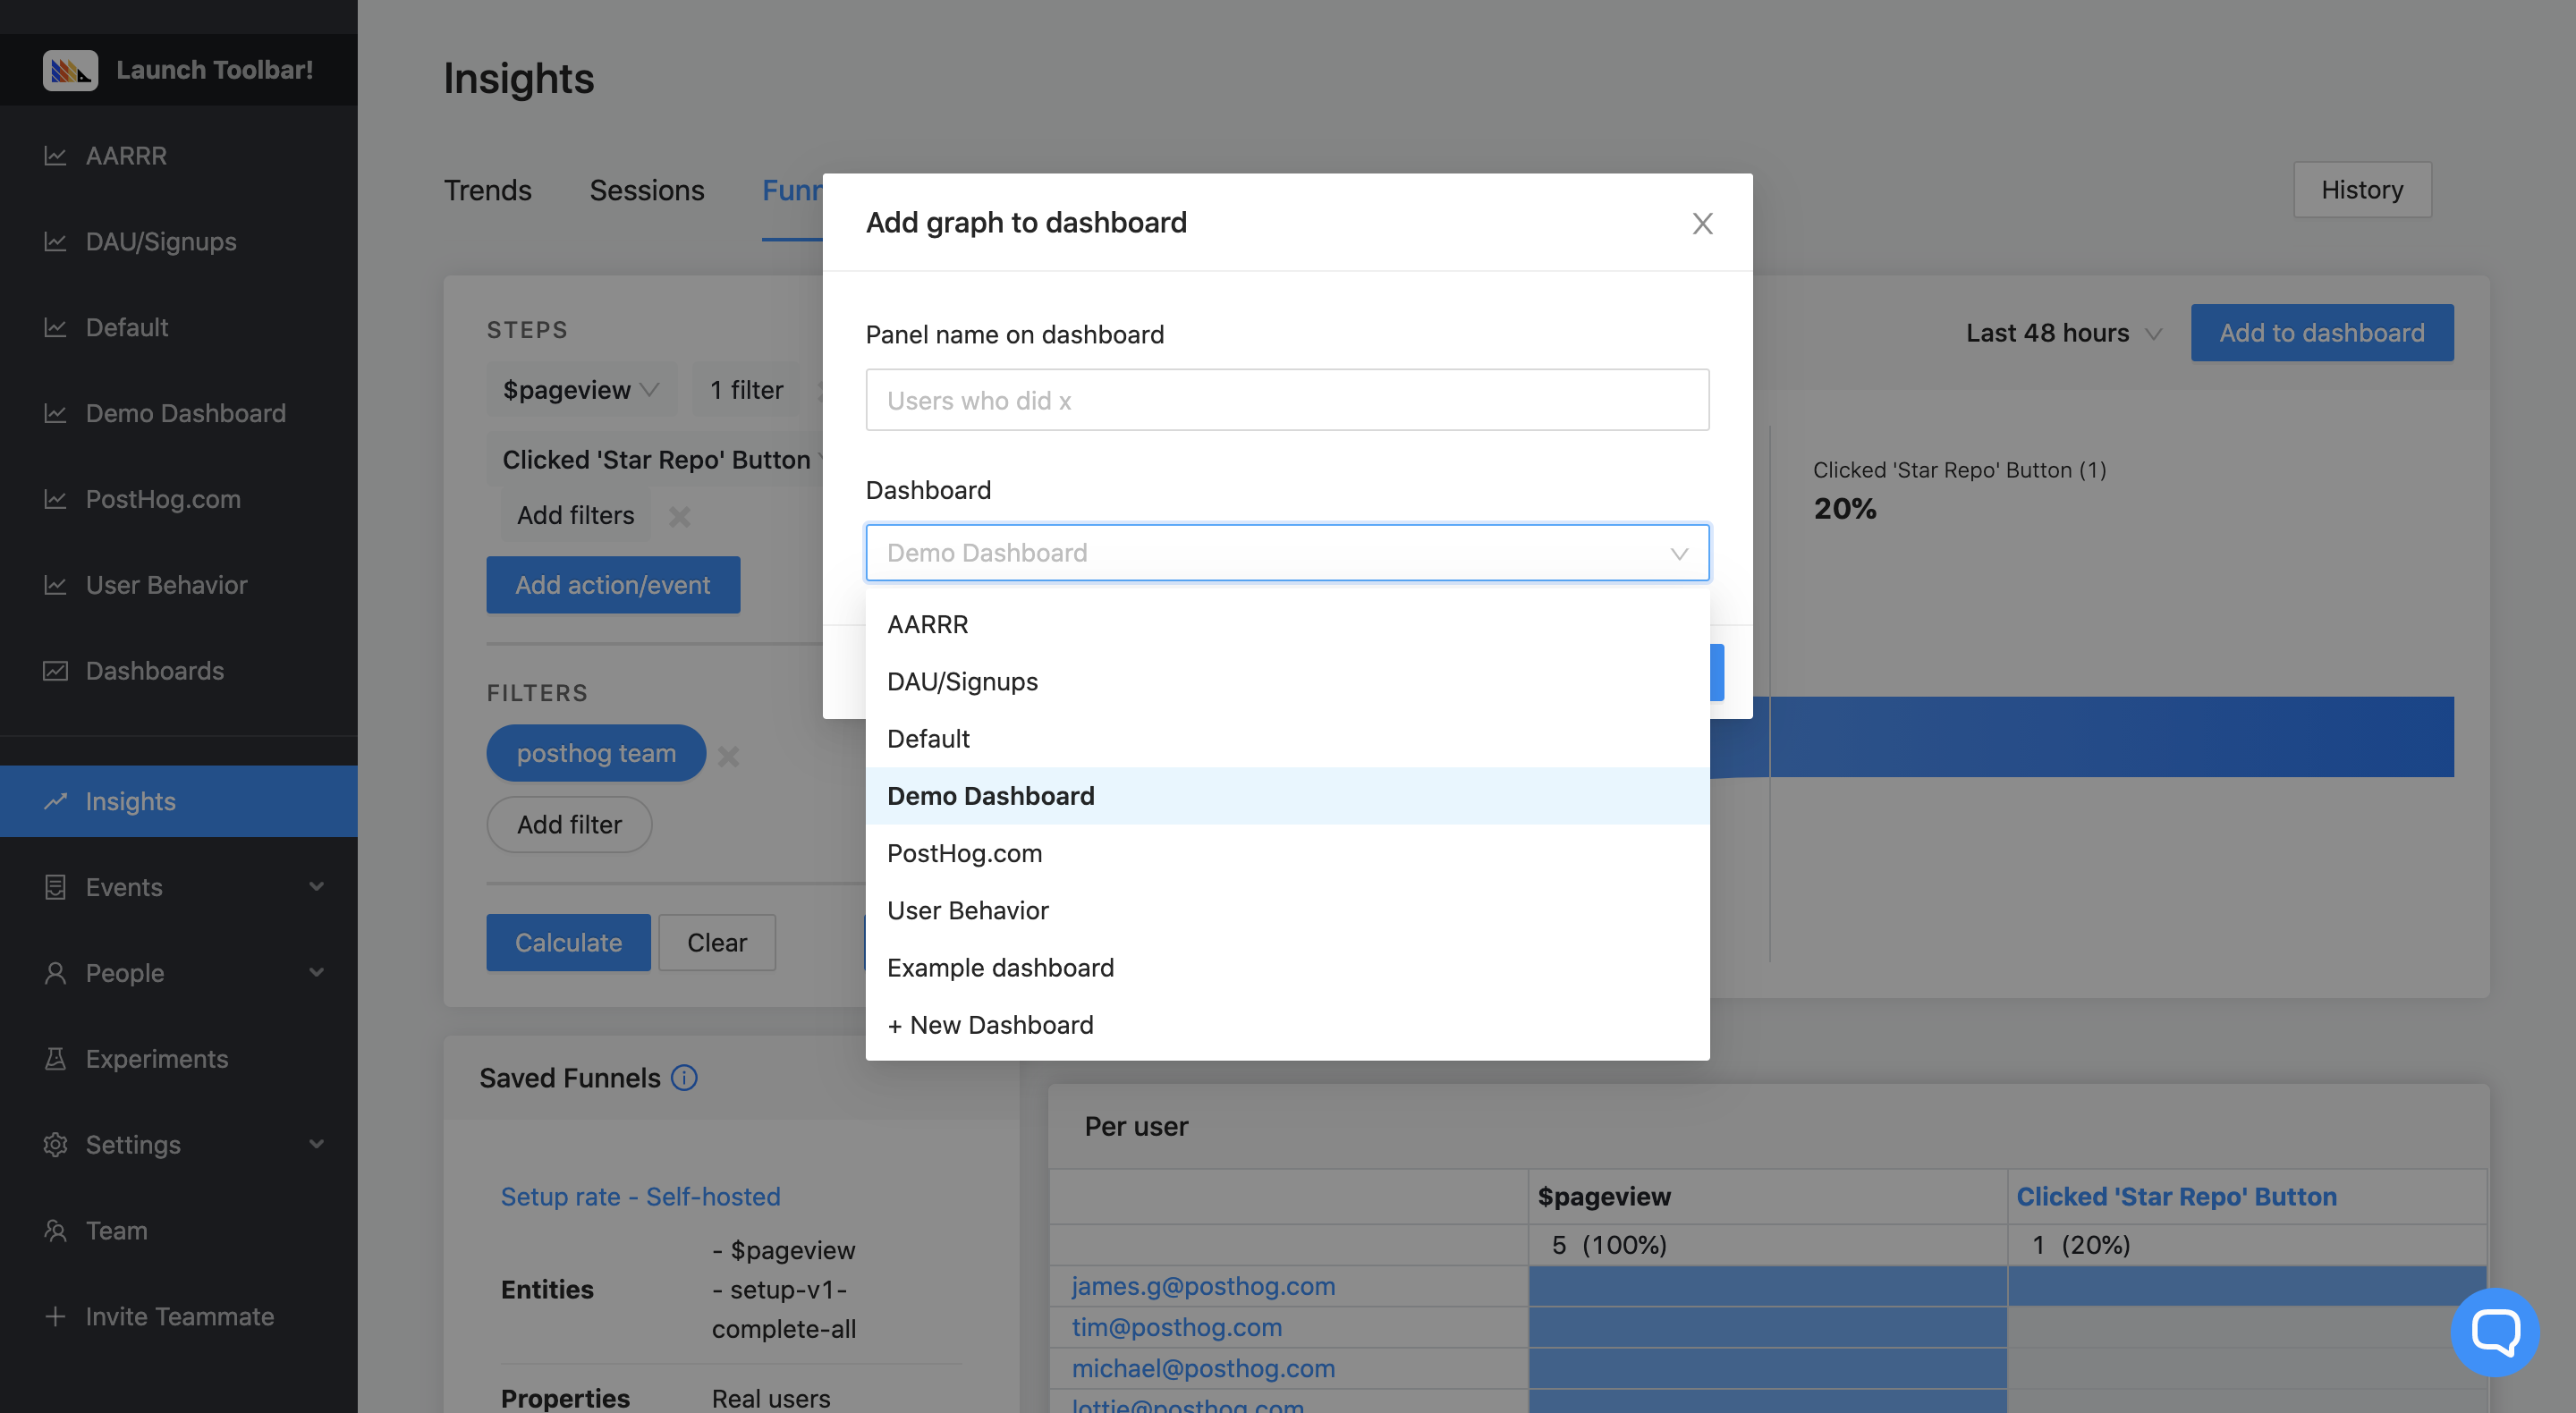 Launch Toolbar!
AARRR
DAU/Signups
Default
Demo Dashboard
PostHog.com
User Behavior
Dashboards
Insights
Events
People
Experiments
Settings
Team
Invite Teammate
Insights
Trends
Sessions
Funn
History
STEPS
$pageview
1 filter
Clicked 'Star Repo' Button
Add filters
Add action/event
FILTERS
posthog team
Add filter
Calculate
Clear
Last 48 hours
Add to dashboard
Clicked 'Star Repo' Button (1)
20%
Add graph to dashboard
Panel name on dashboard
Users who did x
Dashboard
Demo Dashboard
AARRR
DAU/Signups
Default
Demo Dashboard
PostHog.com
User Behavior
Example dashboard
+ New Dashboard
Saved Funnels
Setup rate - Self-hosted
Entities
- $pageview
- setup-v1-
complete-all
Properties
Real users
Per user
$pageview
Clicked 'Star Repo' Button
5 (100%)
1 (20%)
james.g@posthog.com
tim@posthog.com
michael@posthog.com
lottie@posthog.com